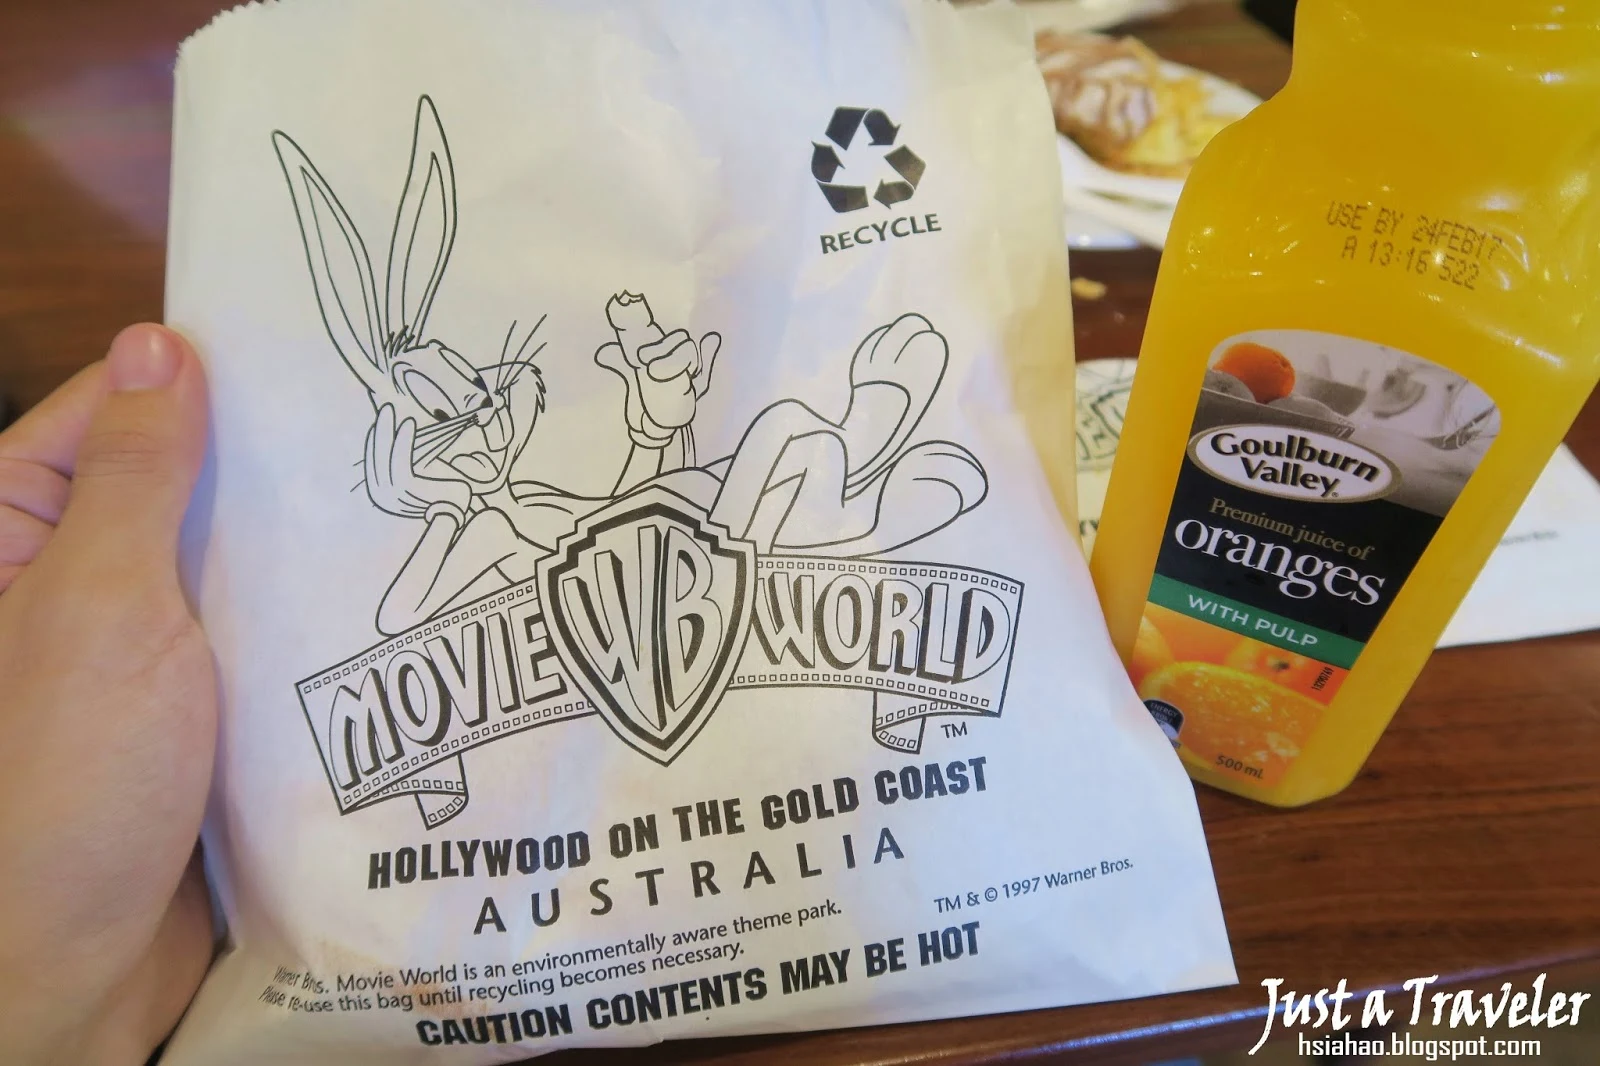 RECYCLE
MOVIE WB WORLD
TM
HOLLYWOOD ON THE GOLD COAST
AUSTRALIA
TM & © 1997 Warner Bros.
Warner Bros. Movie World is an environmentally aware theme park.
Please re-use this bag until recycling becomes necessary.
CAUTION CONTENTS MAY BE HOT
USE BY 24FEB17
A 13:16 522
Goulburn
Valley
Premium juice of
oranges
WITH PULP
ENERGY
500 mL
Just a Traveler
hsiahao.blogspot.com